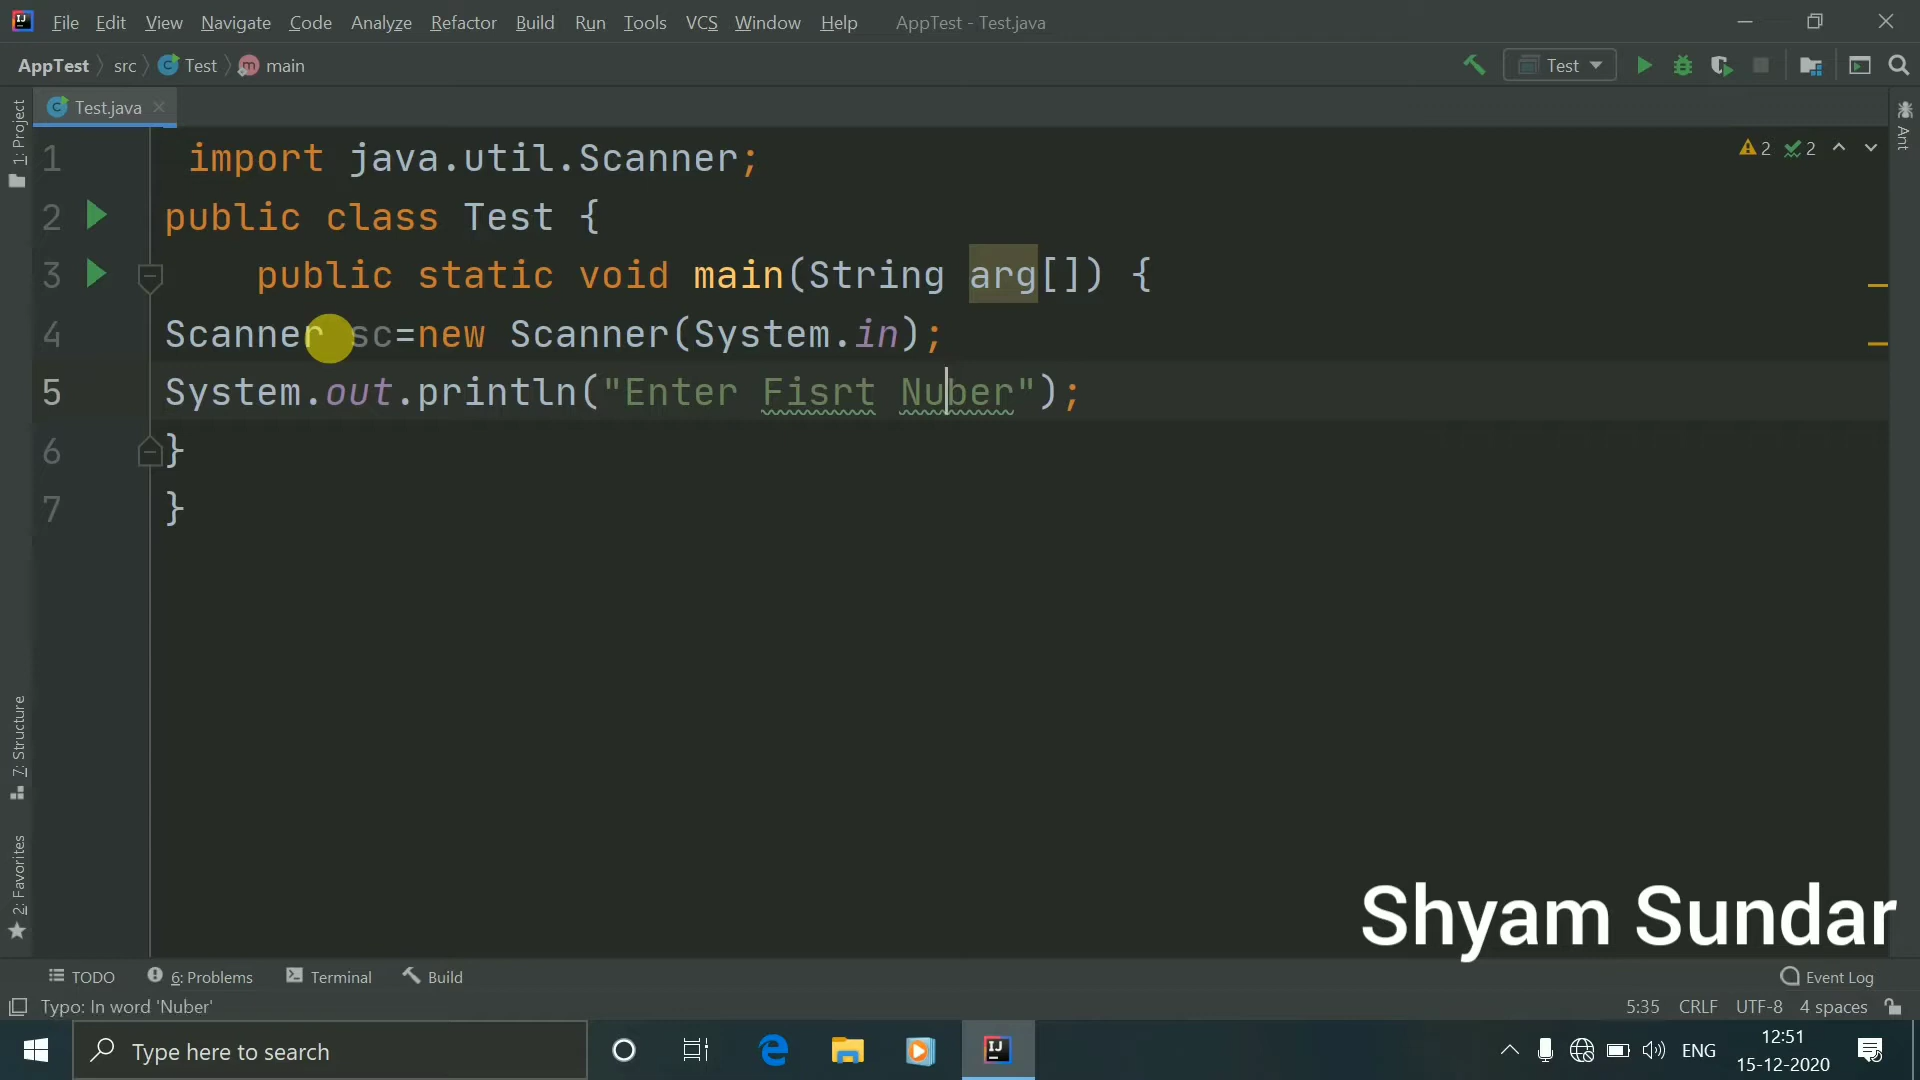 File Edit View Navigate Code Analyze Refactor Build Run Tools VCS Window Help AppTest - Test.java
AppTest src Test main Test
Test.java
1: Project
Ant
1 import java.util.Scanner;
2 public class Test {
3 public static void main(String arg[]) {
4 Scanner sc=new Scanner(System.in);
5 System.out.println("Enter Fisrt Nuber");
6 }
7 }
2 2
7: Structure
2: Favorites
Shyam Sundar
TODO 6: Problems Terminal Build Event Log
Typo: In word 'Nuber' 5:35 CRLF UTF-8 4 spaces
Type here to search ENG 12:51
15-12-2020